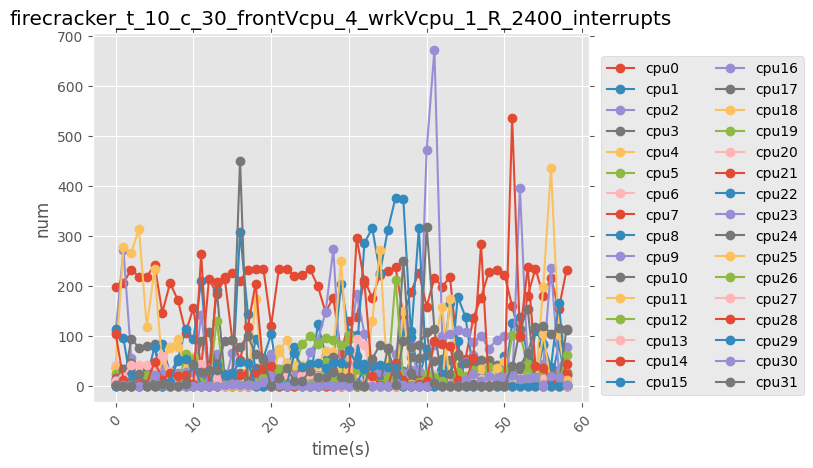 firecracker_t_10_c_30_frontVcpu_4_wrkVcpu_1_R_2400_interrupts
700
600
500
400
300
200
100
0
num
0
10
20
30
40
50
60
time(s)
cpu0
cpu1
cpu2
cpu3
cpu4
cpu5
cpu6
cpu7
cpu8
cpu9
cpu10
cpu11
cpu12
cpu13
cpu14
cpu15
cpu16
cpu17
cpu18
cpu19
cpu20
cpu21
cpu22
cpu23
cpu24
cpu25
cpu26
cpu27
cpu28
cpu29
cpu30
cpu31